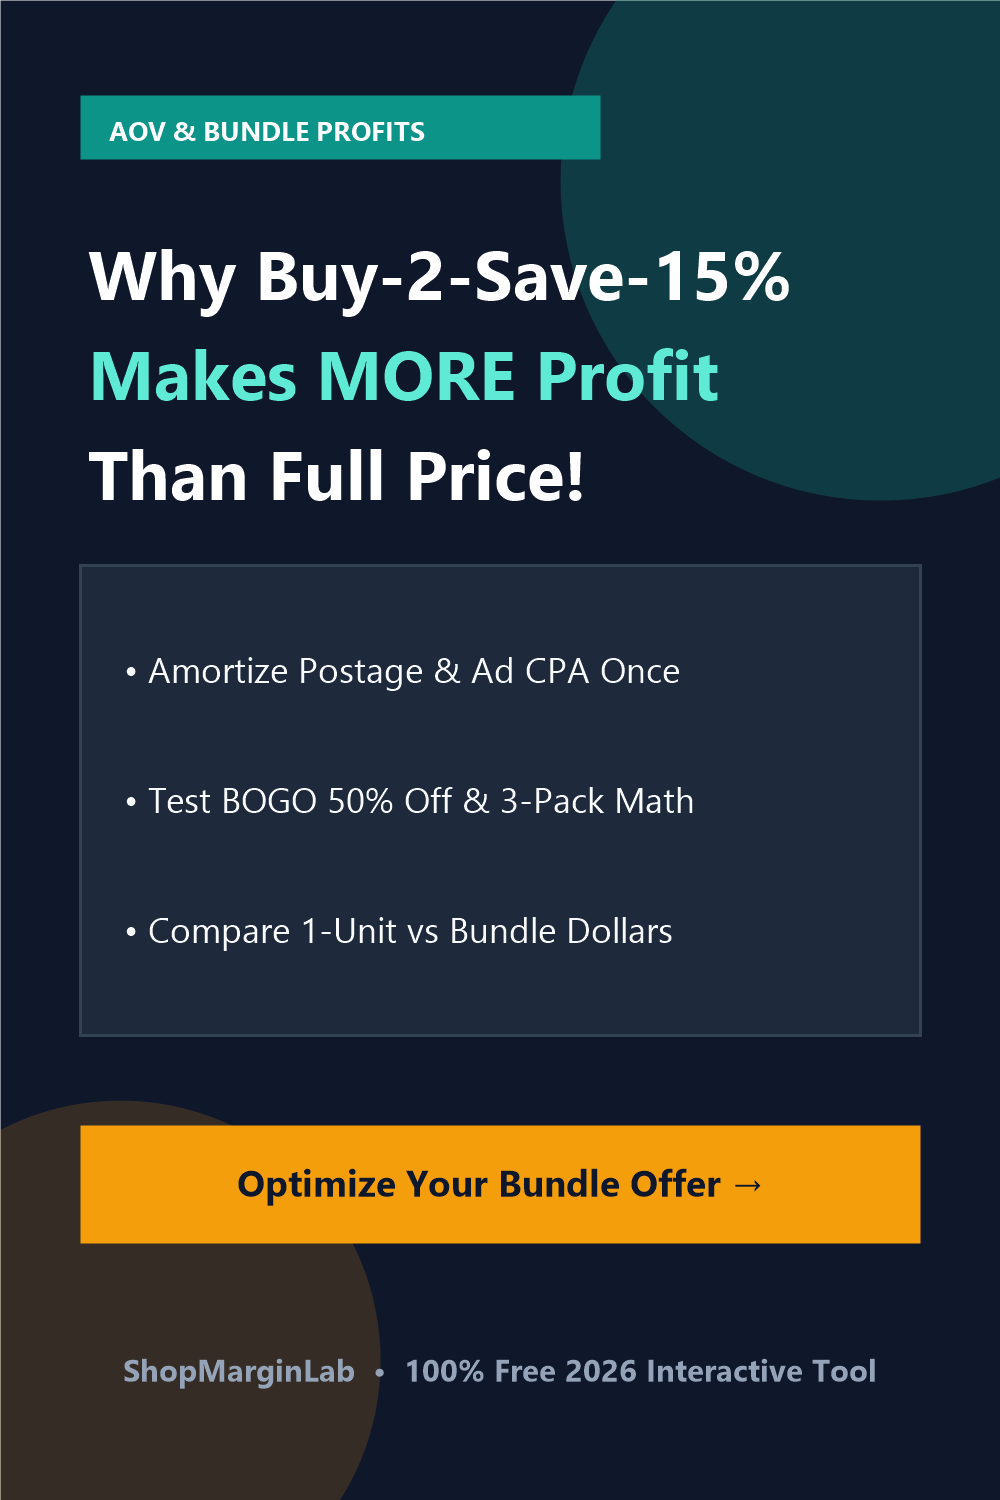 AOV & BUNDLE PROFITS
Why Buy-2-Save-15%
Makes MORE Profit
Than Full Price!
• Amortize Postage & Ad CPA Once
• Test BOGO 50% Off & 3-Pack Math
• Compare 1-Unit vs Bundle Dollars
Optimize Your Bundle Offer →
ShopMarginLab • 100% Free 2026 Interactive Tool